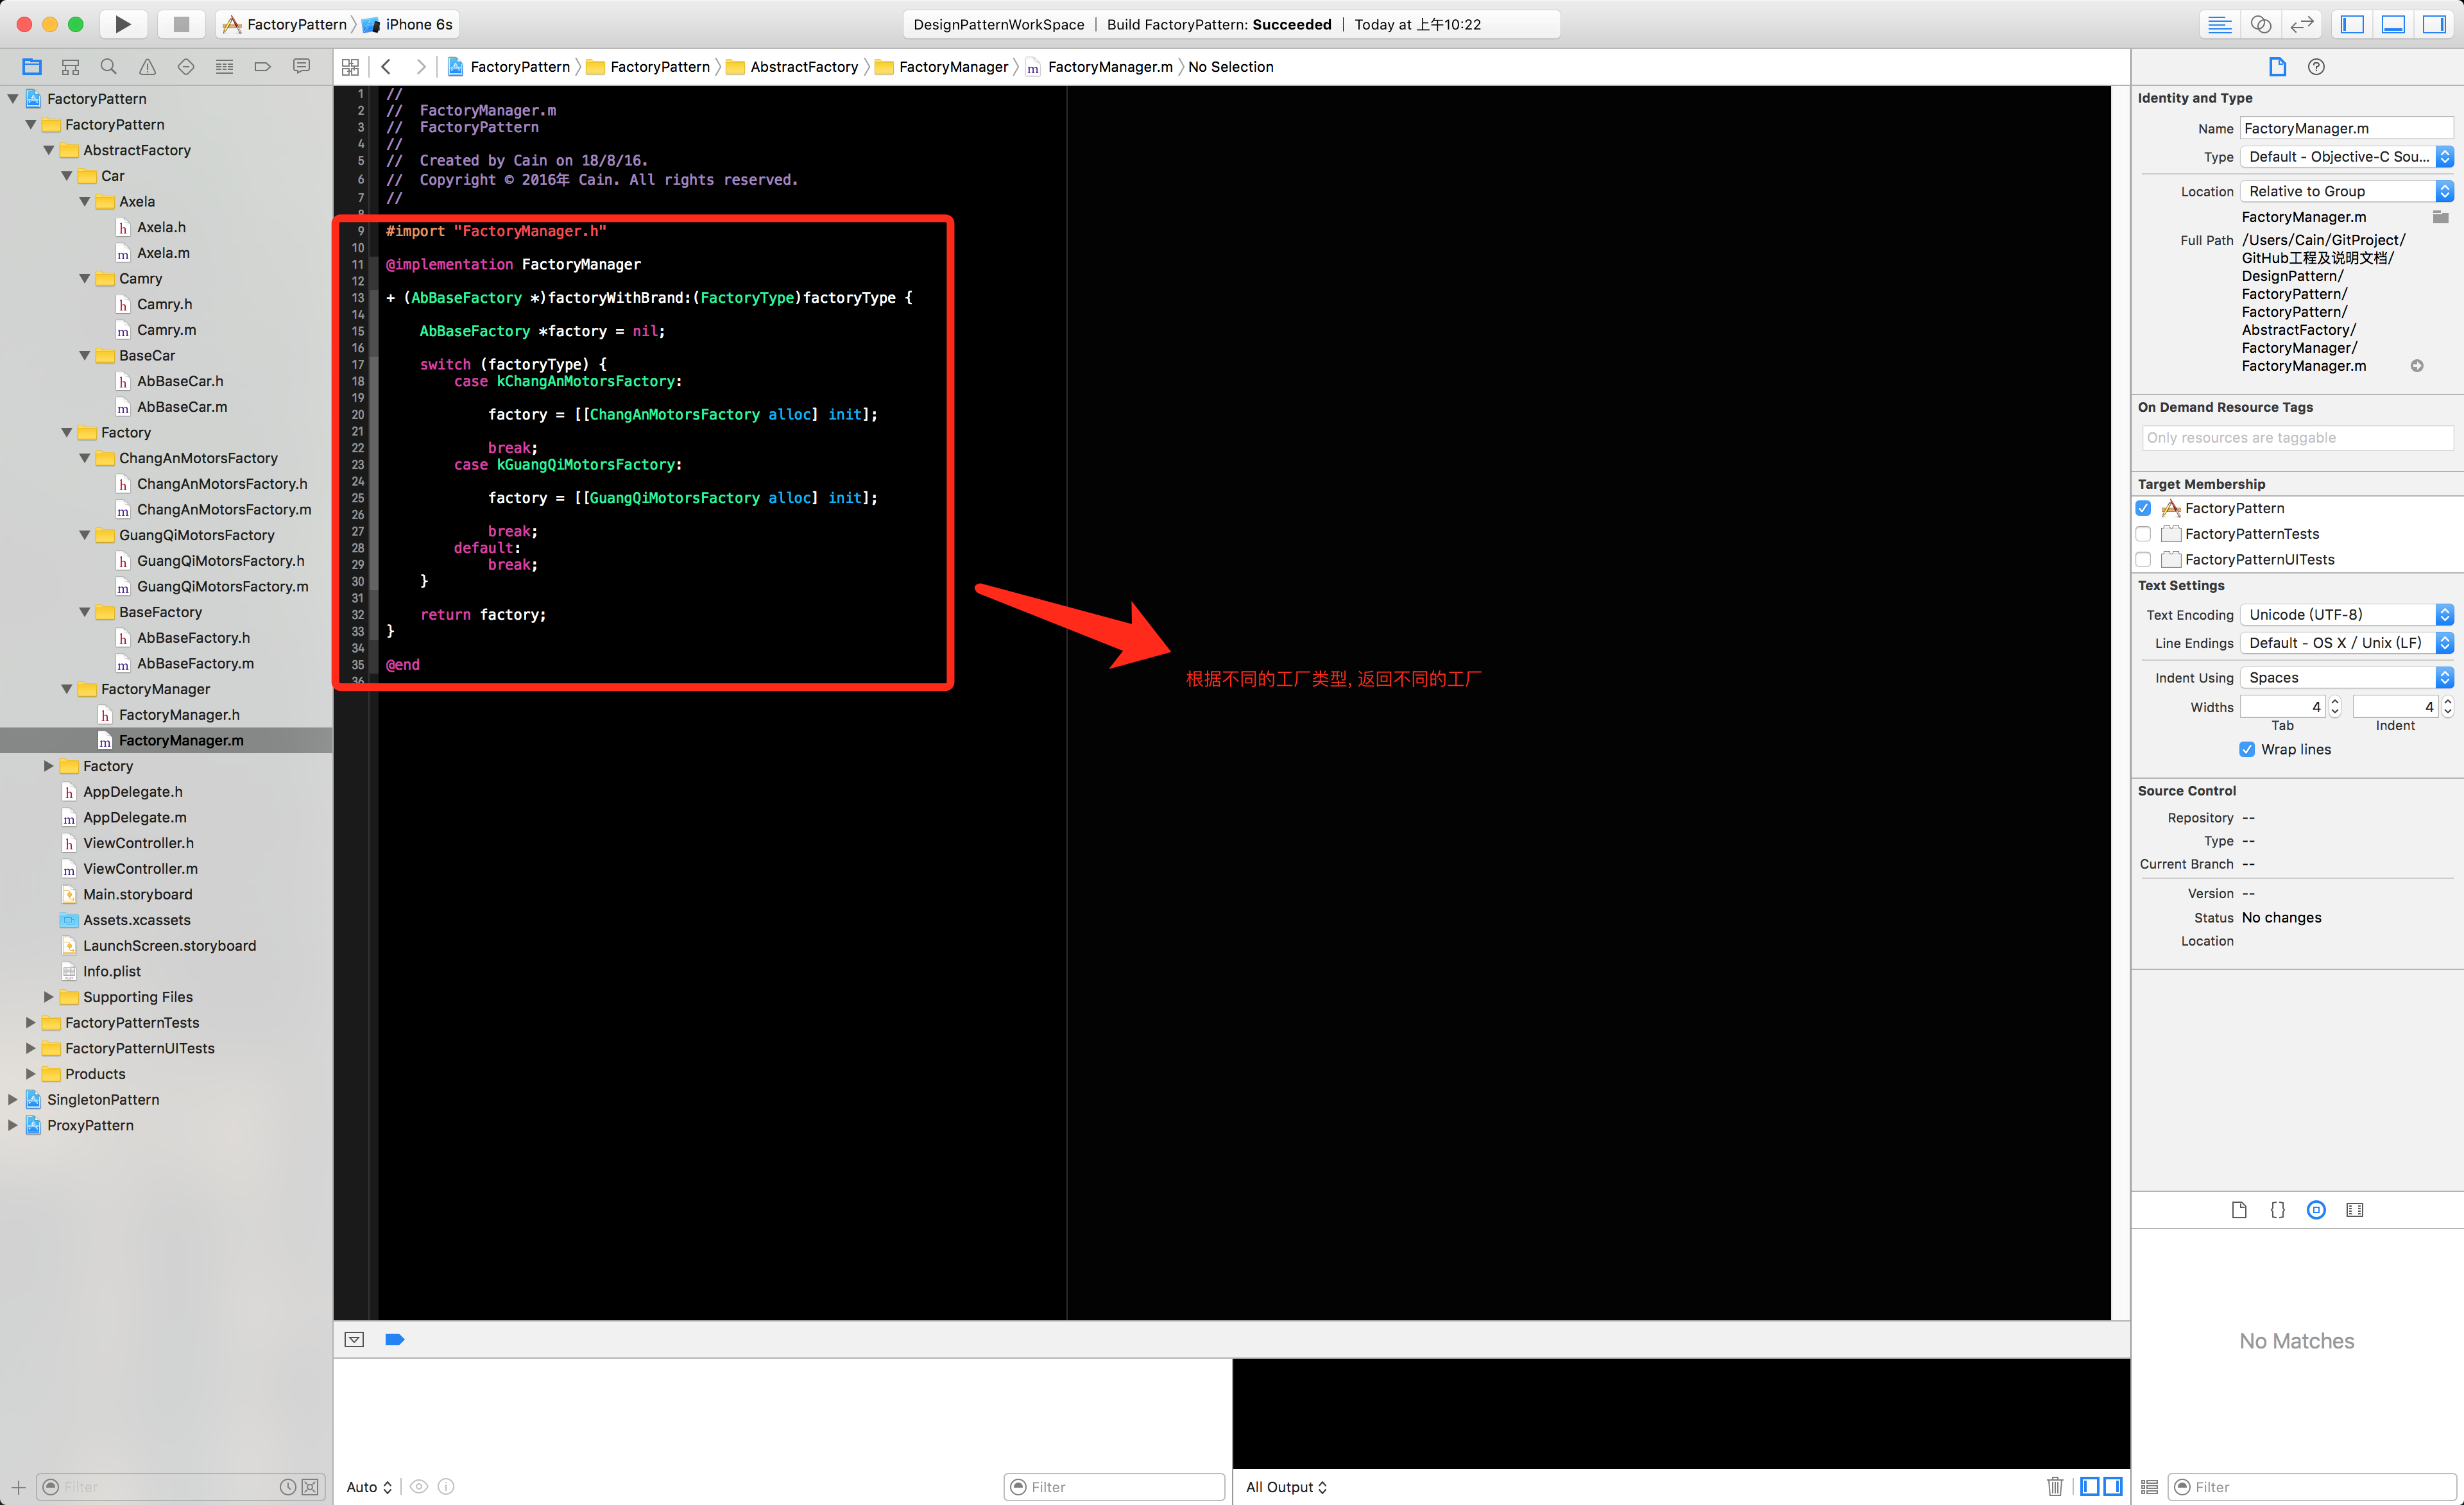 FactoryPattern iPhone 6s
DesignPatternWorkSpace | Build FactoryPattern: Succeeded | Today at 上午10:22
FactoryPattern FactoryPattern AbstractFactory FactoryManager FactoryManager.m No Selection
FactoryPattern
FactoryPattern
AbstractFactory
Car
Axela
Axela.h
Axela.m
Camry
Camry.h
Camry.m
BaseCar
AbBaseCar.h
AbBaseCar.m
Factory
ChangAnMotorsFactory
ChangAnMotorsFactory.h
ChangAnMotorsFactory.m
GuangQiMotorsFactory
GuangQiMotorsFactory.h
GuangQiMotorsFactory.m
BaseFactory
AbBaseFactory.h
AbBaseFactory.m
FactoryManager
FactoryManager.h
FactoryManager.m
Factory
AppDelegate.h
AppDelegate.m
ViewController.h
ViewController.m
Main.storyboard
Assets.xcassets
LaunchScreen.storyboard
Info.plist
Supporting Files
FactoryPatternTests
FactoryPatternUITests
Products
SingletonPattern
ProxyPattern
Filter
1 //
2 //  FactoryManager.m
3 //  FactoryPattern
4 //
5 //  Created by Cain on 18/8/16.
6 //  Copyright © 2016年 Cain. All rights reserved.
7 //
8
9 #import "FactoryManager.h"
10
11 @implementation FactoryManager
12
13 + (AbBaseFactory *)factoryWithBrand:(FactoryType)factoryType {
14
15     AbBaseFactory *factory = nil;
16
17     switch (factoryType) {
18         case kChangAnMotorsFactory:
19
20             factory = [[ChangAnMotorsFactory alloc] init];
21
22             break;
23         case kGuangQiMotorsFactory:
24
25             factory = [[GuangQiMotorsFactory alloc] init];
26
27             break;
28         default:
29             break;
30     }
31
32     return factory;
33 }
34
35 @end
36
根据不同的工厂类型, 返回不同的工厂
Auto
Filter
All Output
Identity and Type
Name FactoryManager.m
Type Default - Objective-C Sou...
Location Relative to Group
FactoryManager.m
Full Path /Users/Cain/GitProject/
GitHub工程及说明文档/
DesignPattern/
FactoryPattern/
FactoryPattern/
AbstractFactory/
FactoryManager/
FactoryManager.m
On Demand Resource Tags
Only resources are taggable
Target Membership
FactoryPattern
FactoryPatternTests
FactoryPatternUITests
Text Settings
Text Encoding Unicode (UTF-8)
Line Endings Default - OS X / Unix (LF)
Indent Using Spaces
Widths 4 4
Tab Indent
Wrap lines
Source Control
Repository --
Type --
Current Branch --
Version --
Status No changes
Location
No Matches
Filter